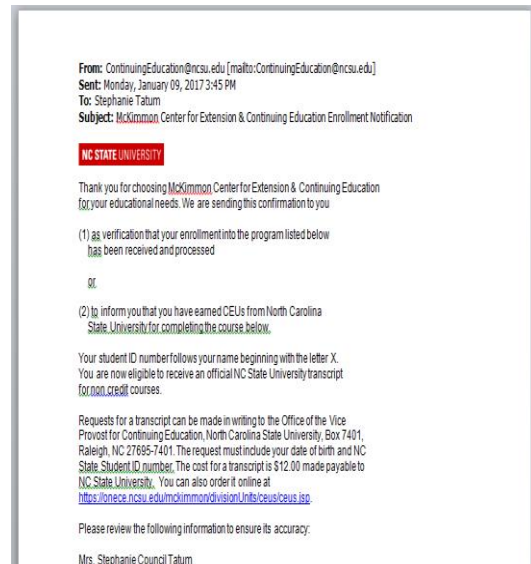 From: ContinuingEducation@ncsu.edu [mailto:ContinuingEducation@ncsu.edu]
Sent: Monday, January 09, 2017 3:45 PM
To: Stephanie Tatum
Subject: McKimmon Center for Extension & Continuing Education Enrollment Notification
NC STATE UNIVERSITY
Thank you for choosing McKimmon Center for Extension & Continuing Education
for your educational needs. We are sending this confirmation to you
(1) as verification that your enrollment into the program listed below
has been received and processed
or
(2) to inform you that you have earned CEUs from North Carolina
State University for completing the course below.
Your student ID number follows your name beginning with the letter X.
You are now eligible to receive an official NC State University transcript
for non credit courses.
Requests for a transcript can be made in writing to the Office of the Vice
Provost for Continuing Education, North Carolina State University, Box 7401,
Raleigh, NC 27695-7401. The request must include your date of birth and NC
State Student ID number. The cost for a transcript is $12.00 made payable to
NC State University. You can also order it online at
https://onece.ncsu.edu/mckimmon/divisionUnits/ceus/ceus.jsp.
Please review the following information to ensure its accuracy:
Mrs. Stephanie Council Tatum